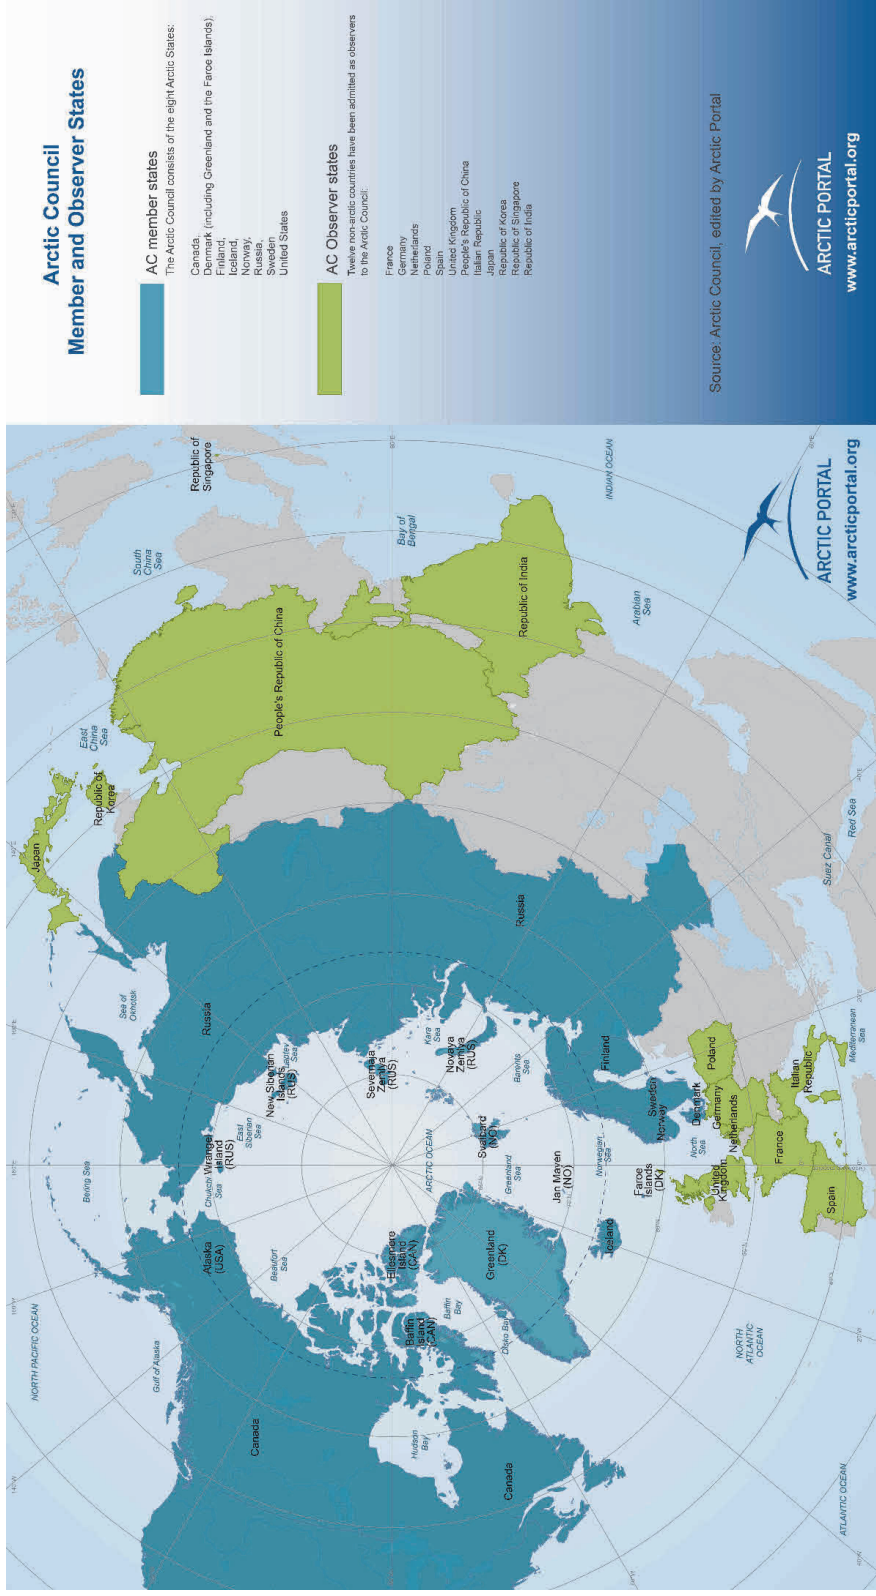 Arctic Council
Member and Observer States
AC member states
The Arctic Council consists of the eight Arctic States:
Canada,
Denmark (including Greenland and the Faroe Islands),
Finland,
Iceland,
Norway,
Russia,
Sweden
United States
AC Observer states
Twelve non-arctic countries have been admitted as observers
to the Arctic Council:
France
Germany
Netherlands
Poland
Spain
United Kingdom
People's Republic of China
Italian Republic
Japan
Republic of Korea
Republic of Singapore
Republic of India
Source: Arctic Council, edited by Arctic Portal
ARCTIC PORTAL
www.arcticportal.org
NORTH PACIFIC OCEAN
Bering Sea
Gulf of Alaska
Sea of
Okhotsk
Japan
Republic of
Korea
East
China
Sea
South
China
Sea
Republic of
Singapore
Canada
Alaska
(USA)
Beaufort
Sea
Chukchi
Sea
Wrangel
Island
(RUS)
East
Siberian
Sea
New Siberian
Islands
(RUS)
Laptev
Sea
Russia
People's Republic of China
Hudson
Bay
Baffin
Island
(CAN)
Ellesmere
Island
(CAN)
Baffin
Bay
ARCTIC OCEAN
Severnaja
Zemlya
(RUS)
Kara
Sea
Novaya
Zemlya
(RUS)
Bay of
Bengal
Canada
Disko Bay
Greenland
(DK)
Greenland
Sea
Svalbard
(NO)
Barents
Sea
Russia
Republic of India
INDIAN OCEAN
Jan Mayen
(NO)
Norwegian
Sea
Iceland
Faroe
Islands
(DK)
Finland
Sweden
Norway
Arabian
Sea
North
Sea
Denmark
United
Kingdom
Netherlands
Germany
Poland
NORTH
ATLANTIC
OCEAN
France
Italian
Republic
Spain
Mediterranean
Sea
Suez Canal
Red Sea
ATLANTIC OCEAN
ARCTIC PORTAL
www.arcticportal.org